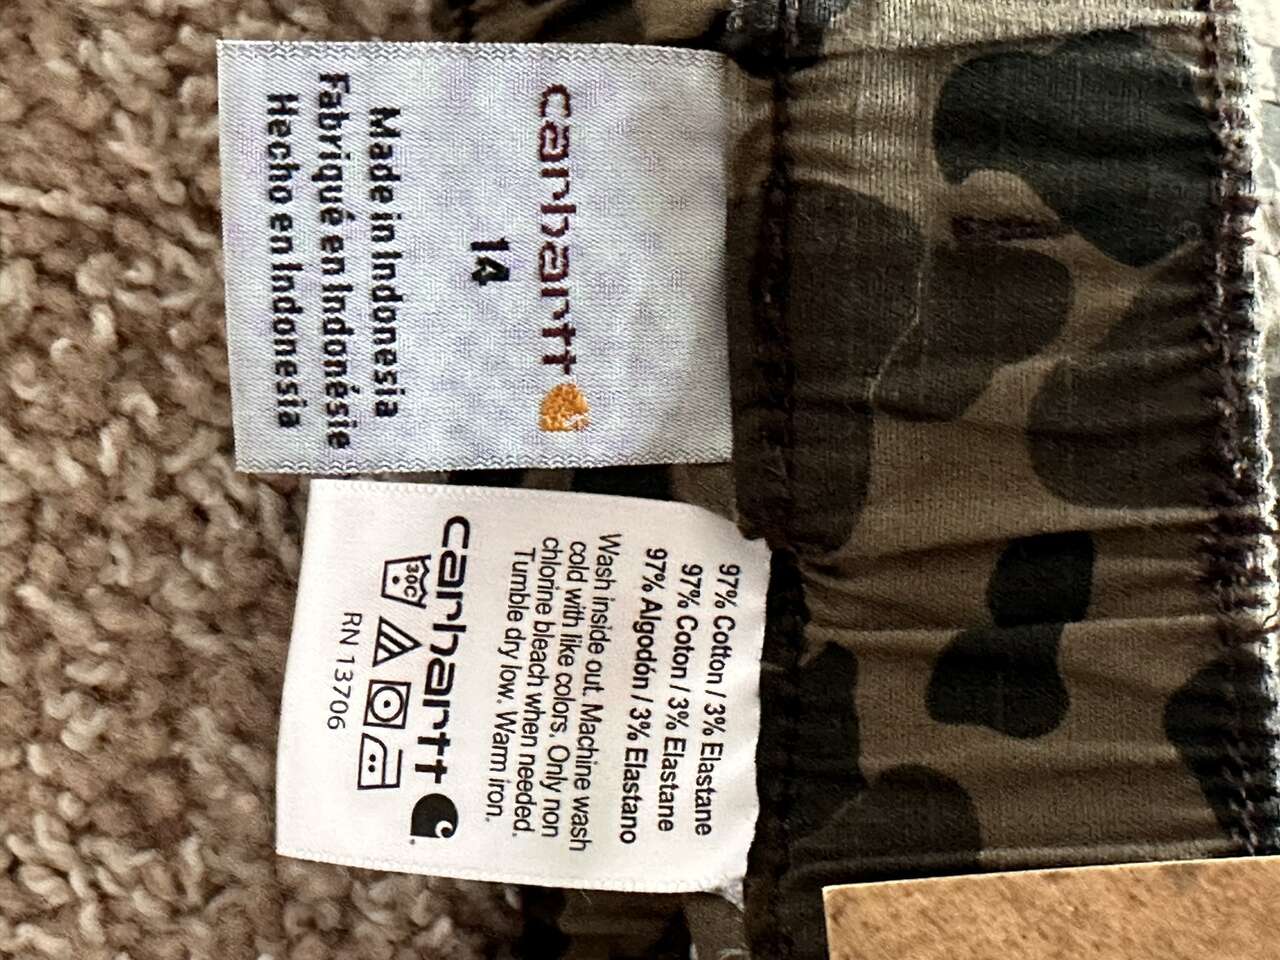 carhartt
14
Made in Indonesia
Fabriqué en Indonésie
Hecho en Indonesia
97% Cotton / 3% Elastane
97% Coton / 3% Elastane
97% Algodón / 3% Elastano
Wash inside out. Machine wash
cold with like colors. Only non
chlorine bleach when needed.
Tumble dry low. Warm iron.
carhartt
30C
RN 13706